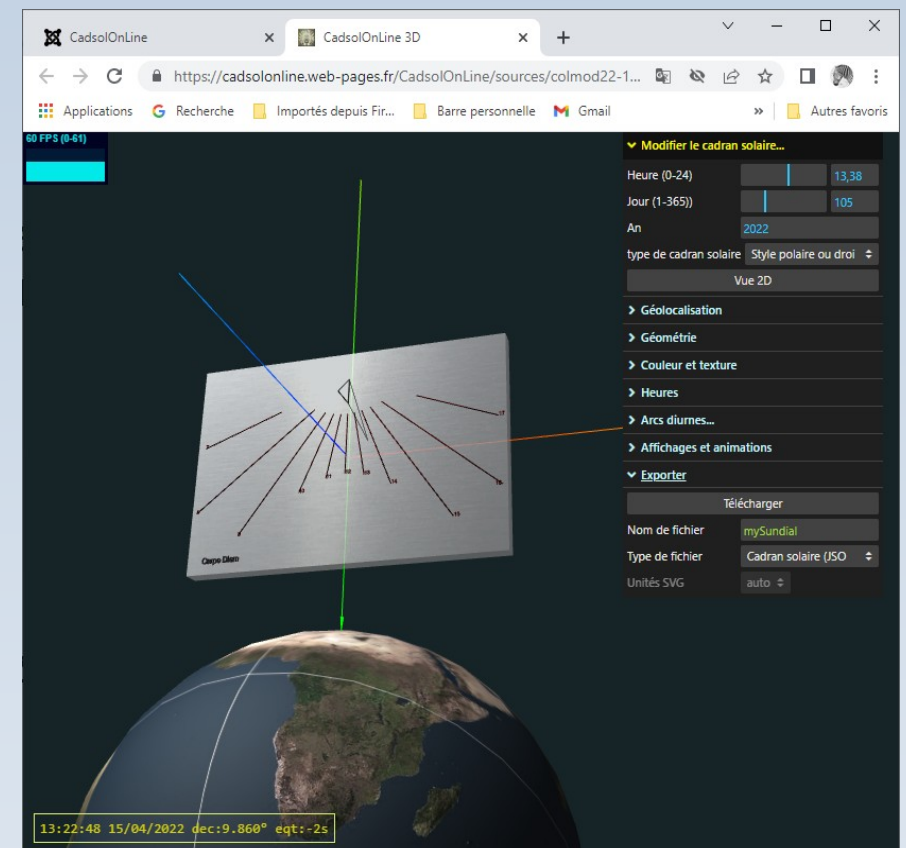 CadsolOnLine
CadsolOnLine 3D
https://cadsolonline.web-pages.fr/CadsolOnLine/sources/colmod22-1...
Applications
Recherche
Importés depuis Fir...
Barre personnelle
Gmail
»
Autres favoris
60 FPS (0-61)
Modifier le cadran solaire...
Heure (0-24) 13,38
Jour (1-365)) 105
An 2022
type de cadran solaire Style polaire ou droi
Vue 2D
Géolocalisation
Géométrie
Couleur et texture
Heures
Arcs diurnes...
Affichages et animations
Exporter
Télécharger
Nom de fichier mySundial
Type de fichier Cadran solaire (JSO
Unités SVG auto
17
15
Carpe Diem
13:22:48 15/04/2022 dec:9.860° eqt:-2s